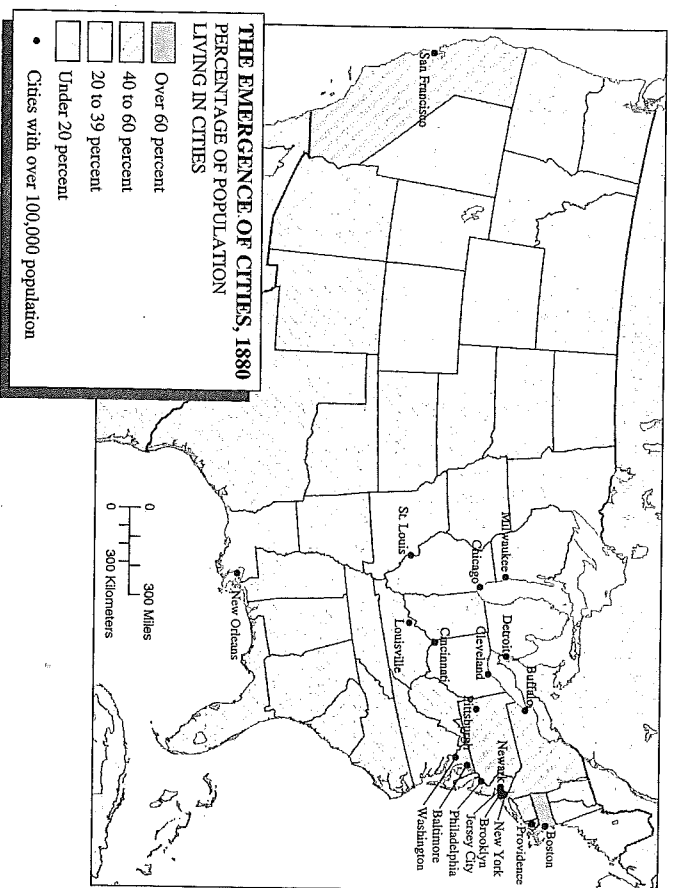 THE EMERGENCE OF CITIES, 1880
PERCENTAGE OF POPULATION
LIVING IN CITIES
Over 60 percent
40 to 60 percent
20 to 39 percent
Under 20 percent
Cities with over 100,000 population
San Francisco
St. Louis
Chicago
Milwaukee
Detroit
Buffalo
Cleveland
Cincinnati
Louisville
Pittsburgh
New Orleans
Newark
Boston
Providence
New York
Brooklyn
Jersey City
Philadelphia
Baltimore
Washington
0 300 Miles
0 300 Kilometers